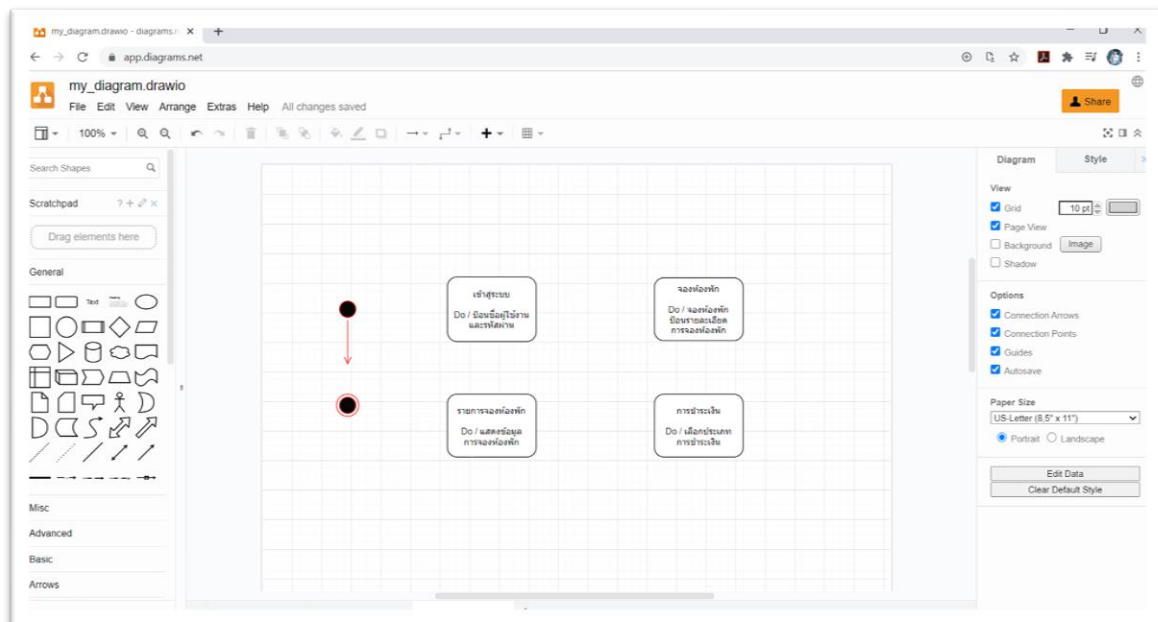 my_diagram.drawio - diagrams.n
app.diagrams.net
my_diagram.drawio
File Edit View Arrange Extras Help All changes saved
Share
100%
Search Shapes
Scratchpad
Drag elements here
General
Text
Misc
Advanced
Basic
Arrows
เข้าสู่ระบบ
Do / ป้อนชื่อผู้ใช้งาน
และรหัสผ่าน
จองห้องพัก
Do / จองห้องพัก
ป้อนรายละเอียด
การจองห้องพัก
รายการจองห้องพัก
Do / แสดงข้อมูล
การจองห้องพัก
การชำระเงิน
Do / เลือกประเภท
การชำระเงิน
Diagram Style
View
Grid 10 pt
Page View
Background Image
Shadow
Options
Connection Arrows
Connection Points
Guides
Autosave
Paper Size
US-Letter (8,5" x 11")
Portrait Landscape
Edit Data
Clear Default Style